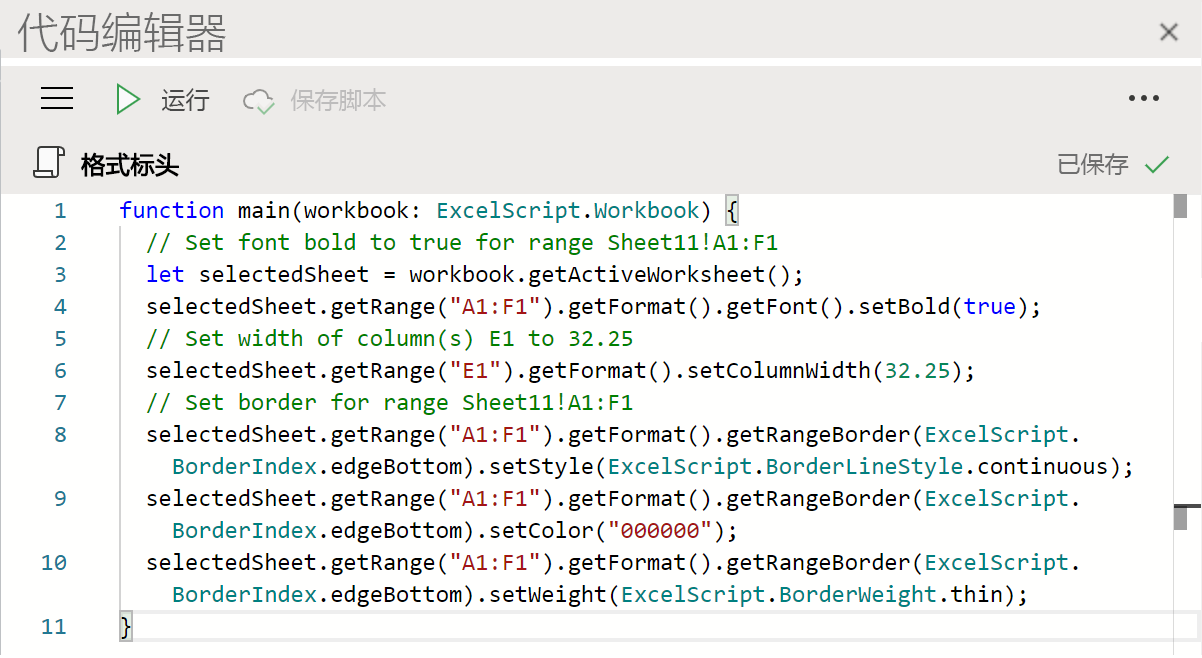 代码编辑器
运行 保存脚本
格式标头 已保存
1 function main(workbook: ExcelScript.Workbook) {
2 // Set font bold to true for range Sheet11!A1:F1
3 let selectedSheet = workbook.getActiveWorksheet();
4 selectedSheet.getRange("A1:F1").getFormat().getFont().setBold(true);
5 // Set width of column(s) E1 to 32.25
6 selectedSheet.getRange("E1").getFormat().setColumnWidth(32.25);
7 // Set border for range Sheet11!A1:F1
8 selectedSheet.getRange("A1:F1").getFormat().getRangeBorder(ExcelScript.
BorderIndex.edgeBottom).setStyle(ExcelScript.BorderLineStyle.continuous);
9 selectedSheet.getRange("A1:F1").getFormat().getRangeBorder(ExcelScript.
BorderIndex.edgeBottom).setColor("000000");
10 selectedSheet.getRange("A1:F1").getFormat().getRangeBorder(ExcelScript.
BorderIndex.edgeBottom).setWeight(ExcelScript.BorderWeight.thin);
11 }